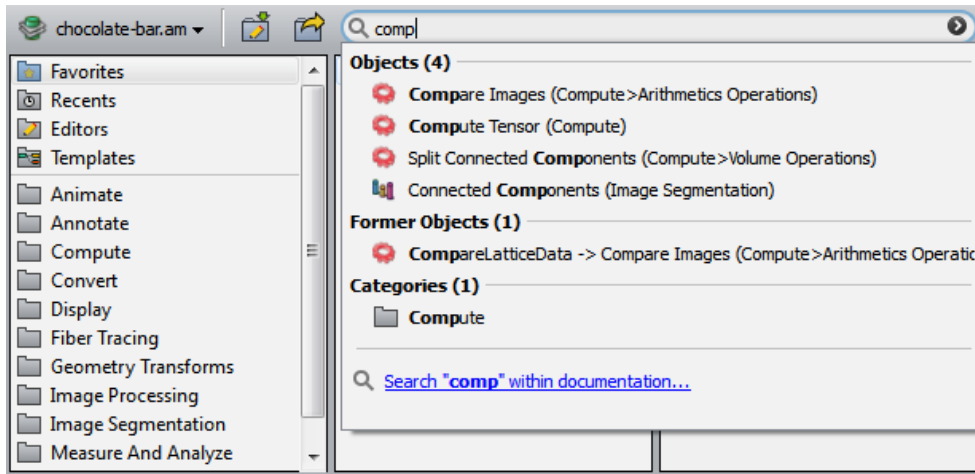 chocolate-bar.am
comp
Favorites
Recents
Editors
Templates
Animate
Annotate
Compute
Convert
Display
Fiber Tracing
Geometry Transforms
Image Processing
Image Segmentation
Measure And Analyze
Objects (4)
Compare Images (Compute>Arithmetics Operations)
Compute Tensor (Compute)
Split Connected Components (Compute>Volume Operations)
Connected Components (Image Segmentation)
Former Objects (1)
CompareLatticeData -> Compare Images (Compute>Arithmetics Operatic
Categories (1)
Compute
Search "comp" within documentation...